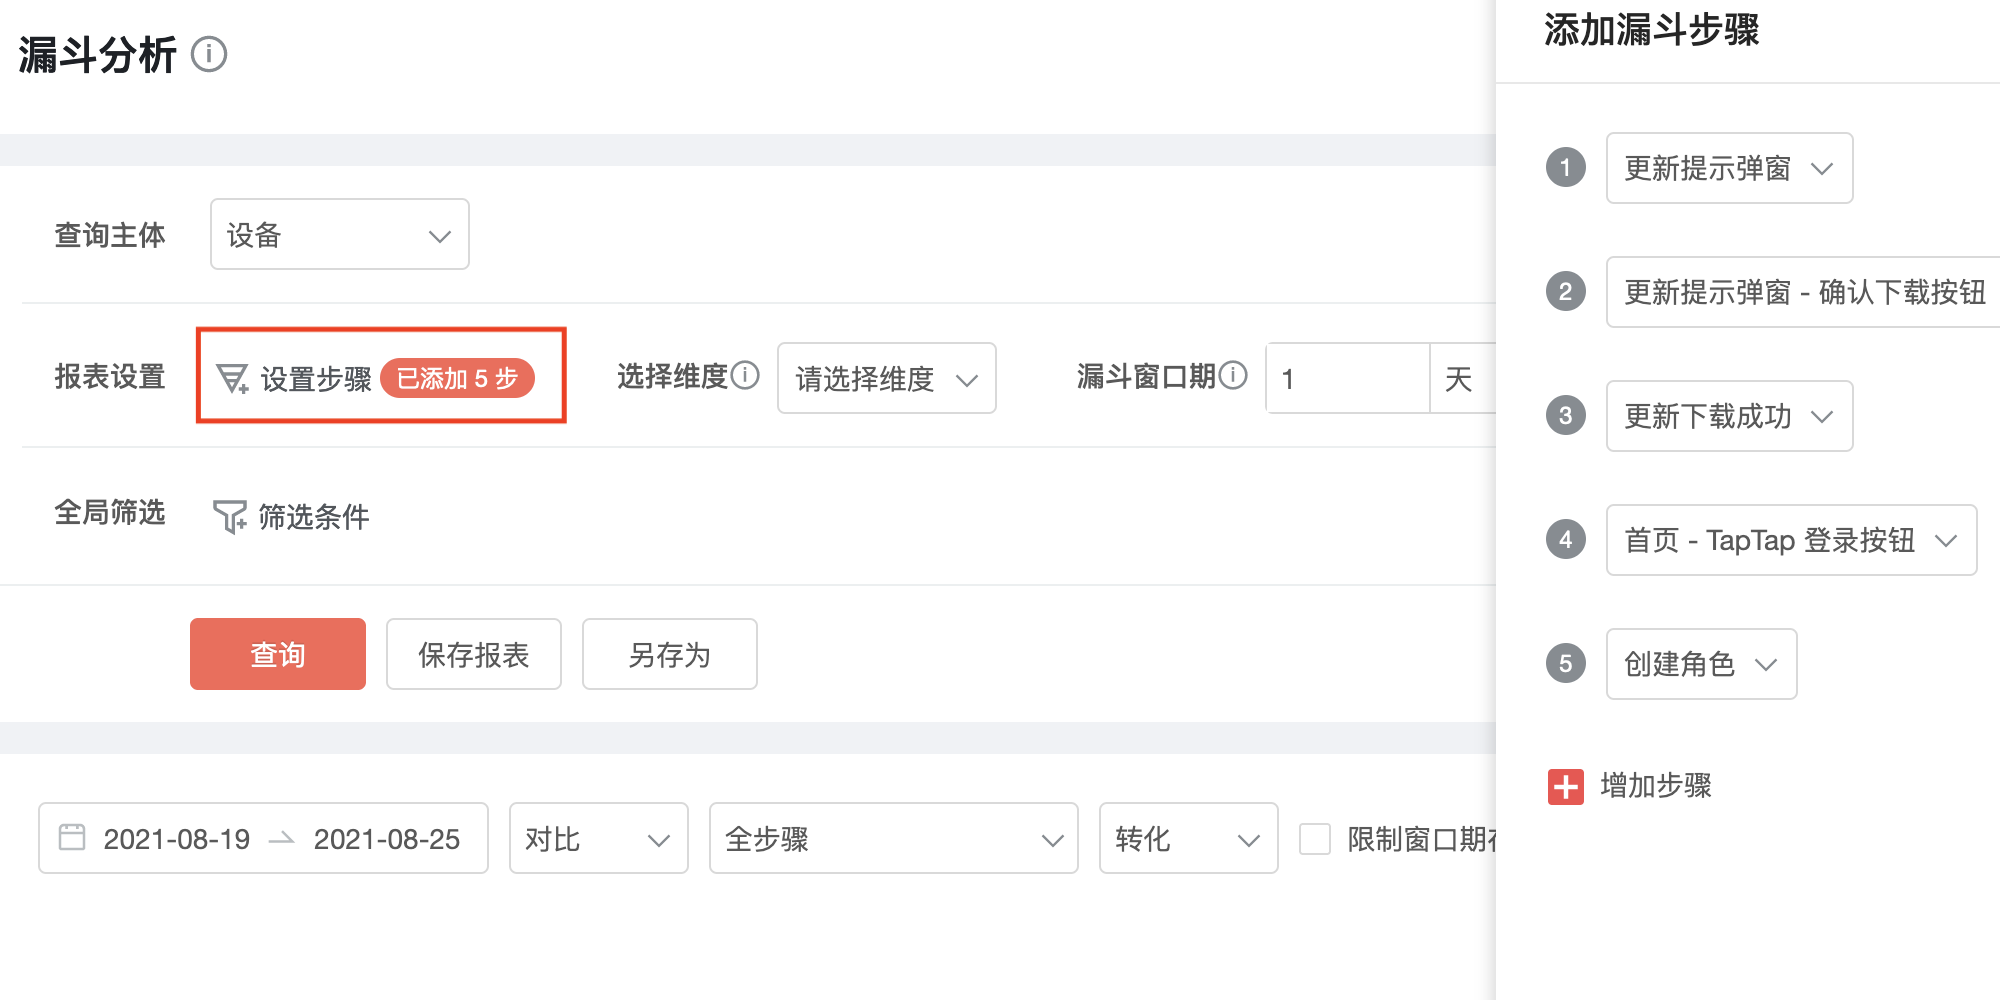 漏斗分析
查询主体 设备
报表设置 设置步骤 已添加 5 步 选择维度 请选择维度 漏斗窗口期 1 天
全局筛选 筛选条件
查询 保存报表 另存为
2021-08-19 2021-08-25 对比 全步骤 转化 限制窗口期
添加漏斗步骤
1 更新提示弹窗
2 更新提示弹窗 - 确认下载按钮
3 更新下载成功
4 首页 - TapTap 登录按钮
5 创建角色
增加步骤